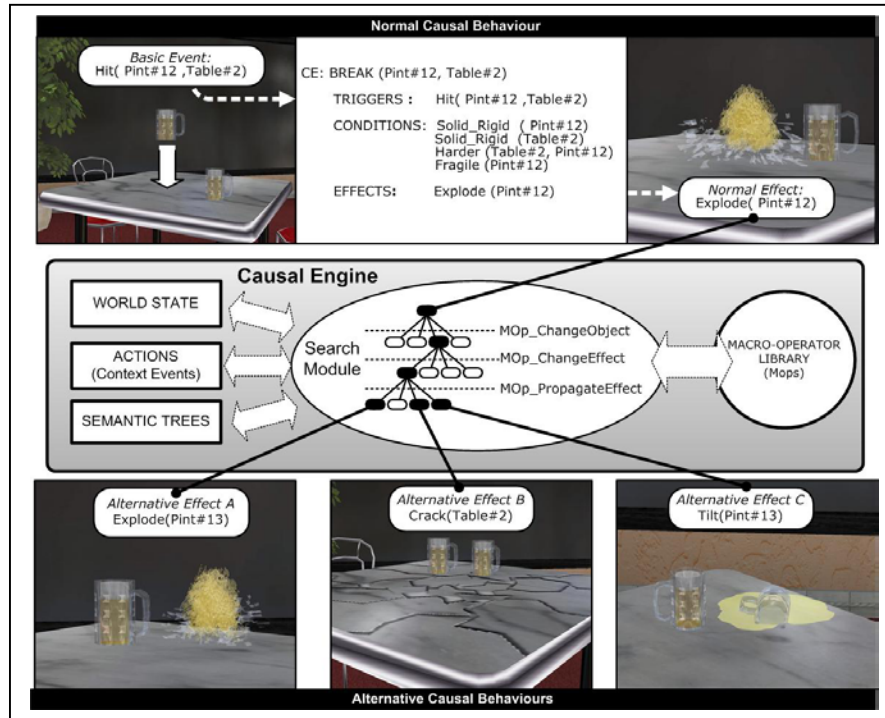 Normal Causal Behaviour
Basic Event:
Hit( Pint#12 ,Table#2)
CE: BREAK (Pint#12, Table#2)
TRIGGERS : Hit( Pint#12 ,Table#2)
CONDITIONS: Solid_Rigid ( Pint#12)
Solid_Rigid (Table#2)
Harder (Table#2, Pint#12)
Fragile (Pint#12)
EFFECTS: Explode (Pint#12)
Normal Effect:
Explode( Pint#12)
Causal Engine
WORLD STATE
ACTIONS
(Context Events)
SEMANTIC TREES
Search
Module
MOp_ChangeObject
MOp_ChangeEffect
MOp_PropagateEffect
MACRO-OPERATOR
LIBRARY
(Mops)
Alternative Effect A
Explode(Pint#13)
Alternative Effect B
Crack(Table#2)
Alternative Effect C
Tilt(Pint#13)
Alternative Causal Behaviours